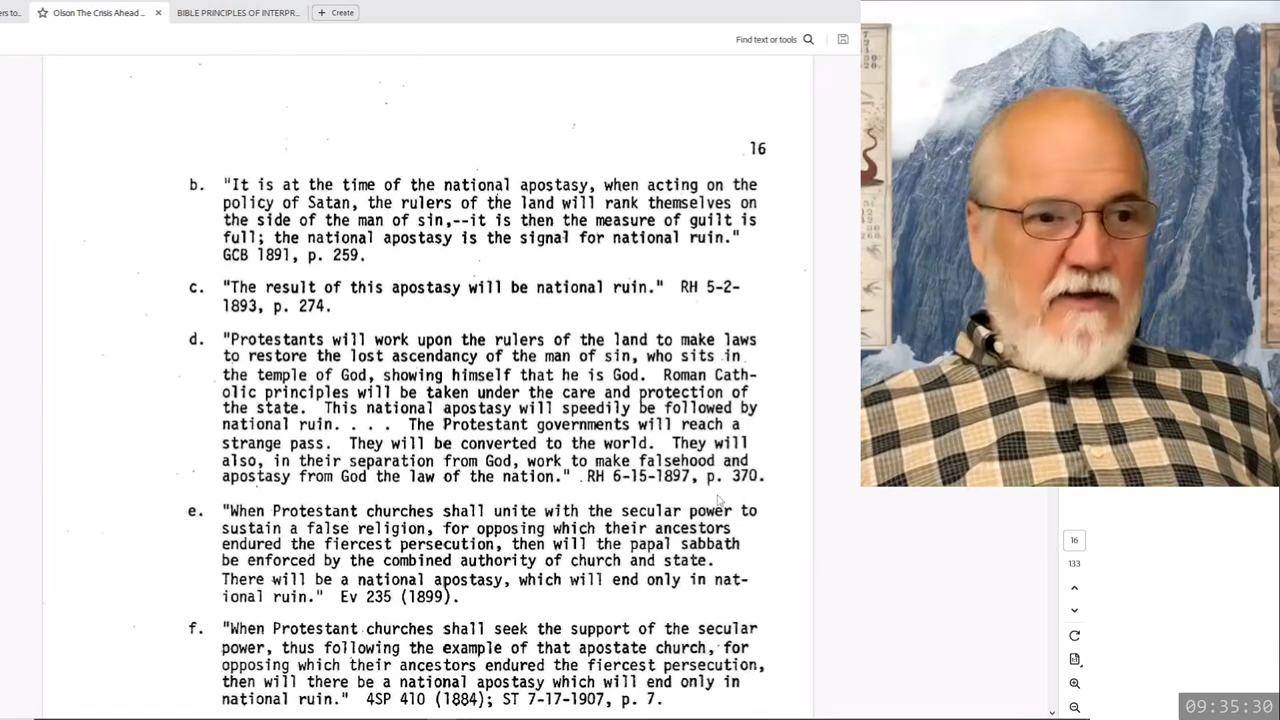 rs to..
Olson The Crisis Ahead ..
BIBLE PRINCIPLES OF INTERPR...
+ Create
Find text or tools
16
b. "It is at the time of the national apostasy, when acting on the
policy of Satan, the rulers of the land will rank themselves on
the side of the man of sin,--it is then the measure of guilt is
full; the national apostasy is the signal for national ruin."
GCB 1891, p. 259.
c. "The result of this apostasy will be national ruin." RH 5-2-
1893, p. 274.
d. "Protestants will work upon the rulers of the land to make laws
to restore the lost ascendancy of the man of sin, who sits in
the temple of God, showing himself that he is God. Roman Cath-
olic principles will be taken under the care and protection of
the state. This national apostasy will speedily be followed by
national ruin. . . . The Protestant governments will reach a
strange pass. They will be converted to the world. They will
also, in their separation from God, work to make falsehood and
apostasy from God the law of the nation." RH 6-15-1897, p. 370.
e. "When Protestant churches shall unite with the secular power to
sustain a false religion, for opposing which their ancestors
endured the fiercest persecution, then will the papal sabbath
be enforced by the combined authority of church and state.
There will be a national apostasy, which will end only in nat-
ional ruin." Ev 235 (1899).
f. "When Protestant churches shall seek the support of the secular
power, thus following the example of that apostate church, for
opposing which their ancestors endured the fiercest persecution,
then will there be a national apostasy which will end only in
national ruin." 4SP 410 (1884); ST 7-17-1907, p. 7.
16
133
09:35:30